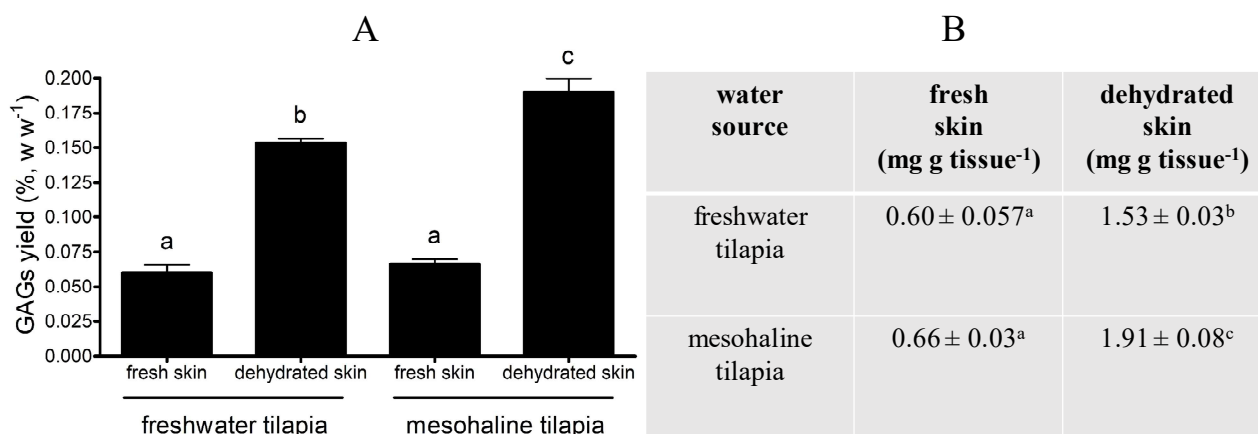 A
GAGs yield (%, w w-1)
0.200
0.175
0.150
0.125
0.100
0.075
0.050
0.025
0.000
a
b
a
c
fresh skin
dehydrated skin
fresh skin
dehydrated skin
freshwater tilapia
mesohaline tilapia
B
water
source
fresh
skin
(mg g tissue-1)
dehydrated
skin
(mg g tissue-1)
freshwater
tilapia
0.60 ± 0.057a
1.53 ± 0.03b
mesohaline
tilapia
0.66 ± 0.03a
1.91 ± 0.08c